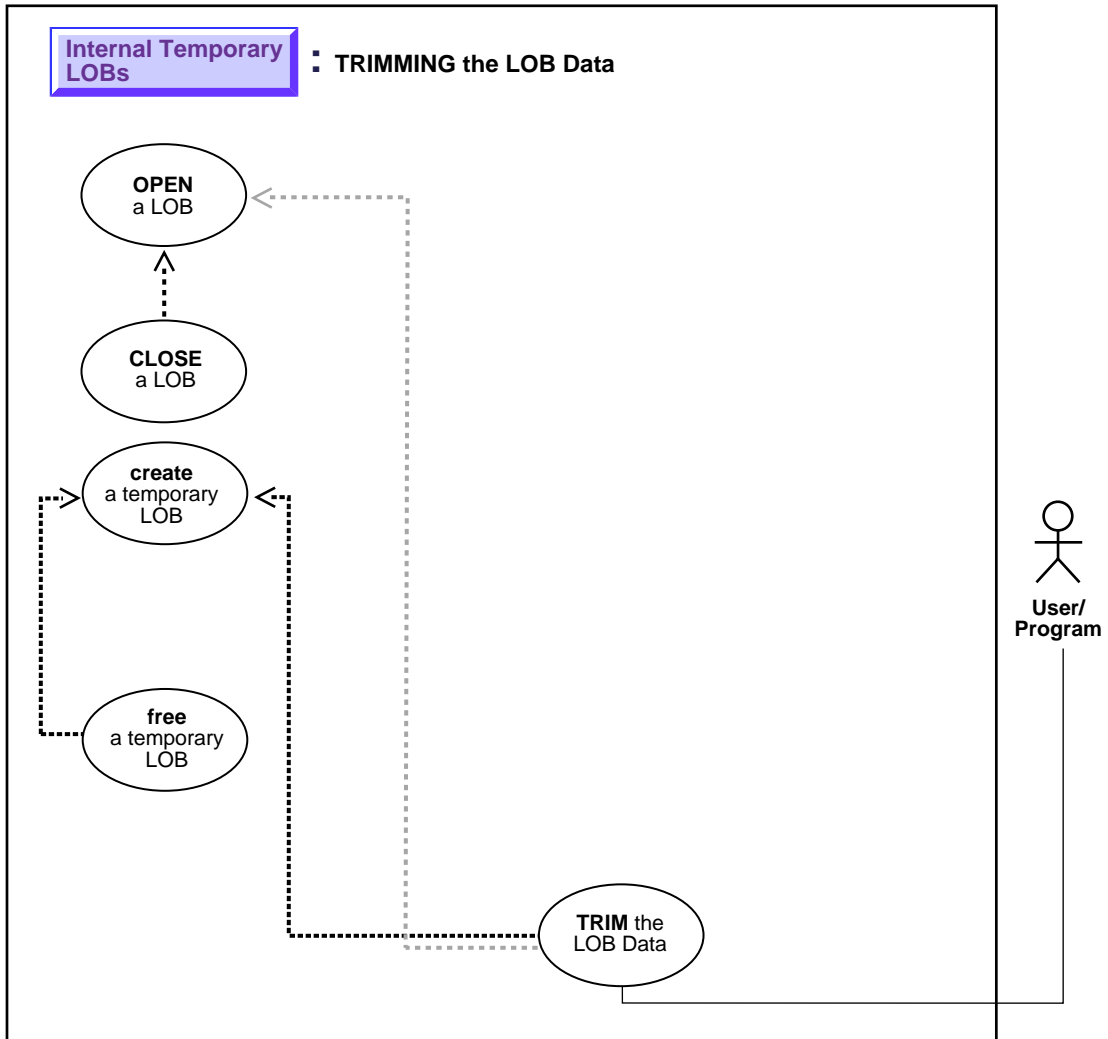 Internal Temporary
LOBs
: TRIMMING the LOB Data
OPEN
a LOB
CLOSE
a LOB
create
a temporary
LOB
User/
Program
free
a temporary
LOB
TRIM the
LOB Data